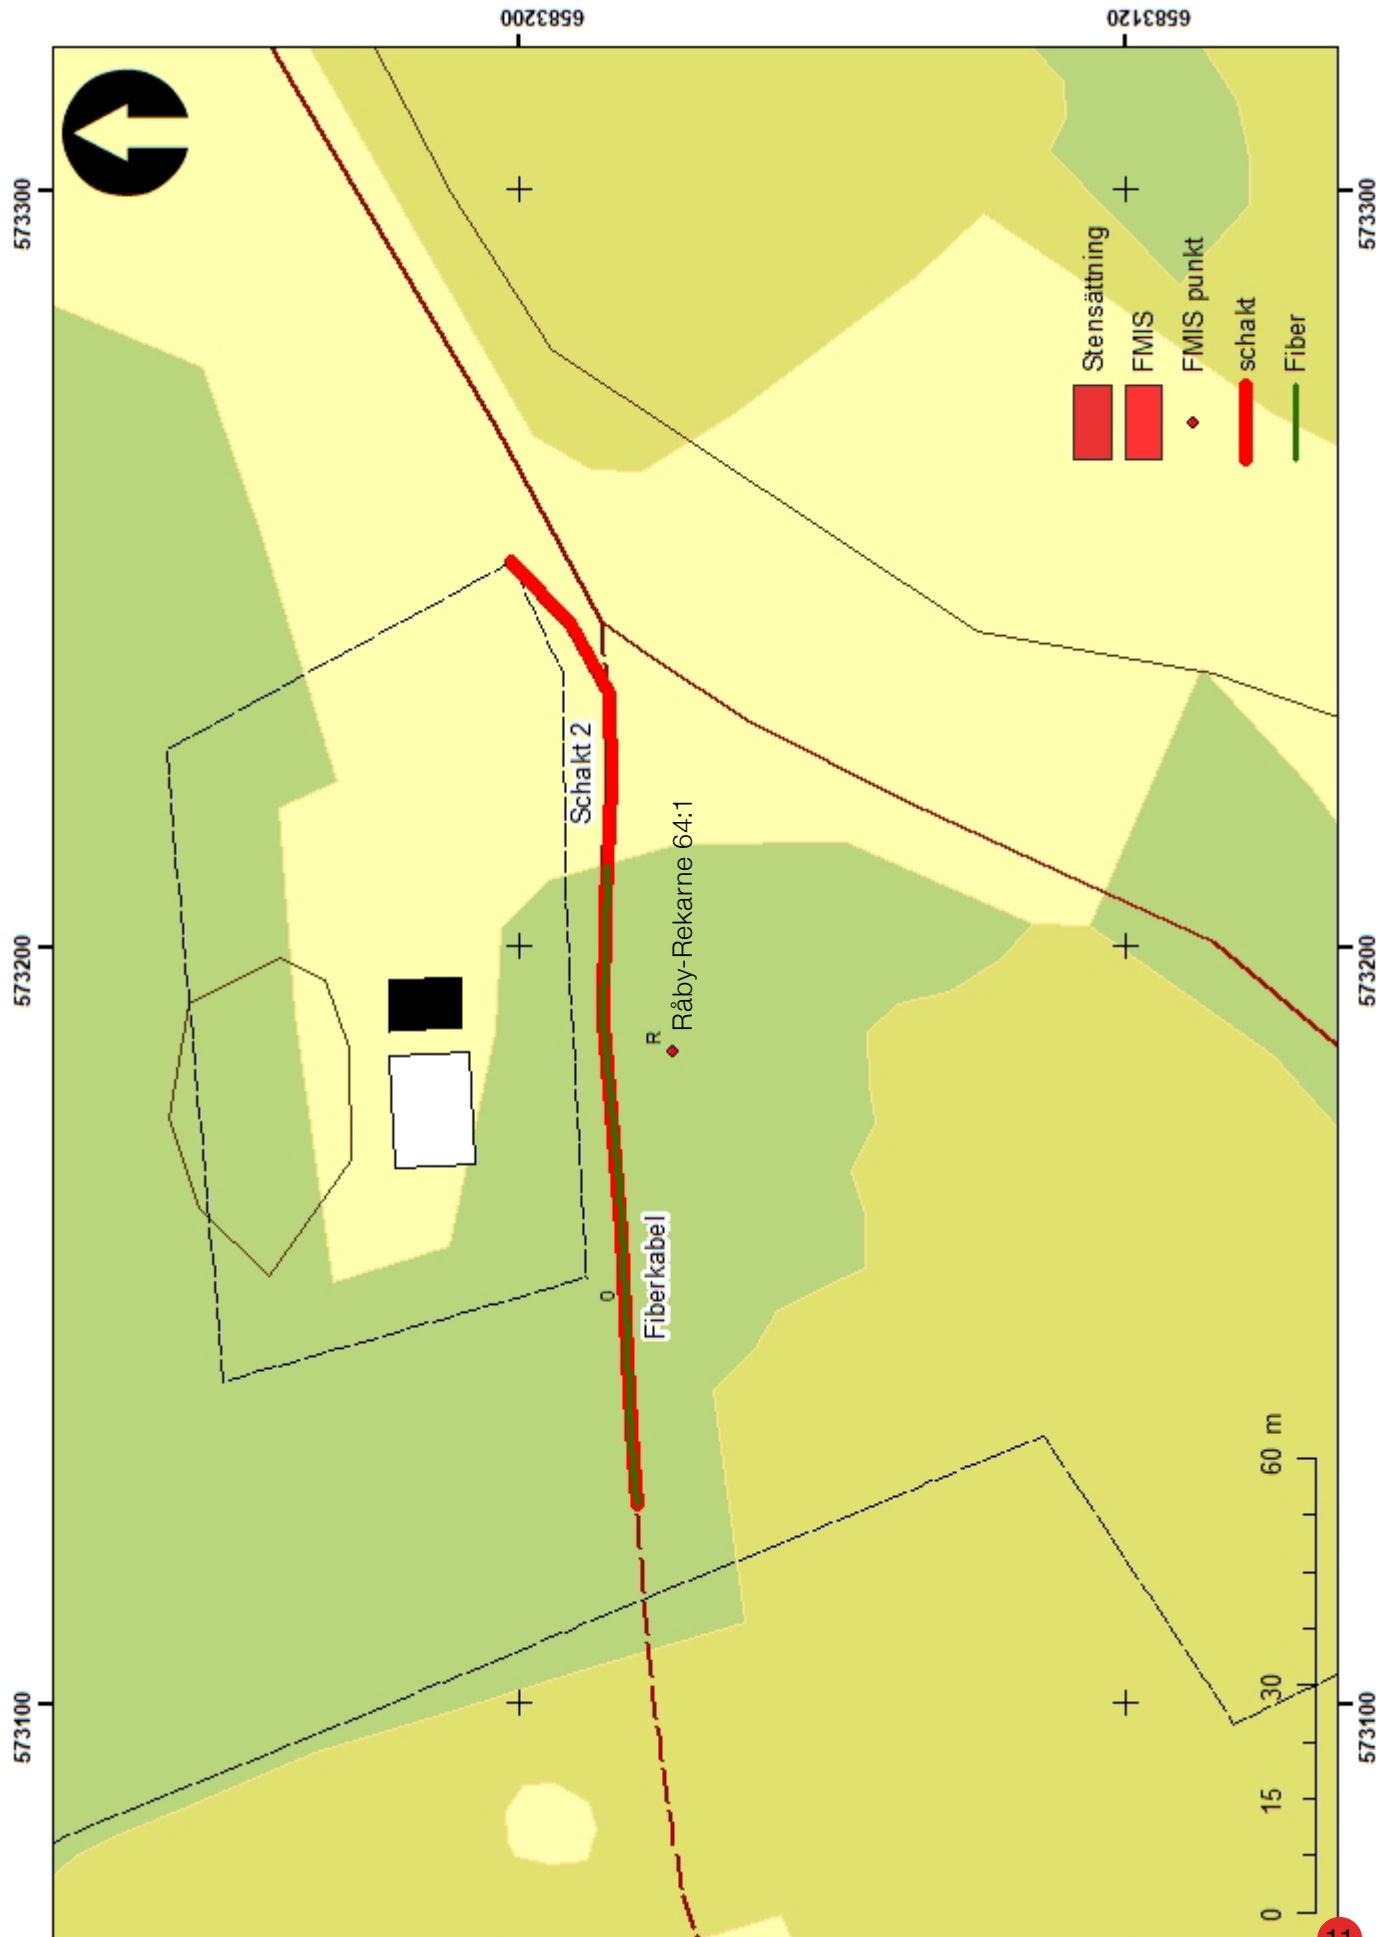 6583200
6583120
573300
573300
Stensättning
FMIS
FMIS punkt
schakt
Fiber
Schakt 2
Råby-Rekarne 64:1
R
573200
573200
Fiberkabel
0
573100
573100
0 15 30 60 m
11